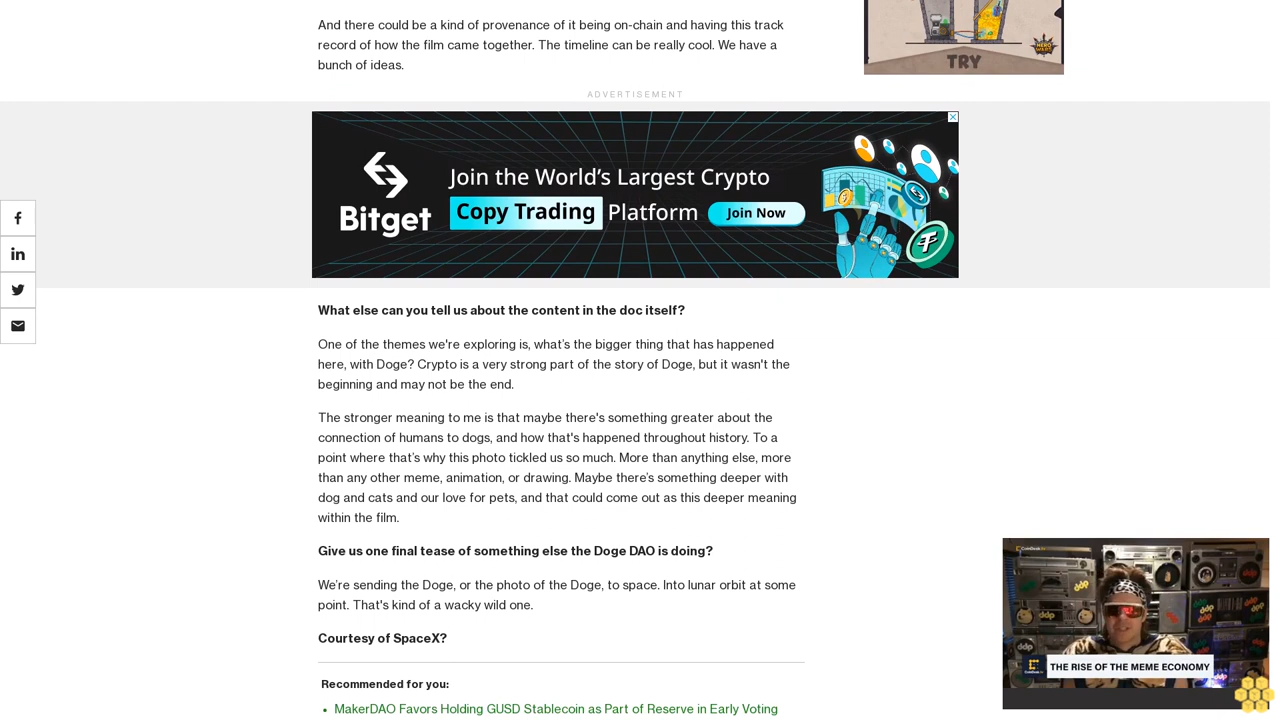 And there could be a kind of provenance of it being on-chain and having this track
record of how the film came together. The timeline can be really cool. We have a
bunch of ideas.
TRY
HERO
WARS
ADVERTISEMENT
Bitget
Join the World's Largest Crypto
Copy Trading Platform
Join Now
What else can you tell us about the content in the doc itself?
One of the themes we're exploring is, what's the bigger thing that has happened
here, with Doge? Crypto is a very strong part of the story of Doge, but it wasn't the
beginning and may not be the end.
The stronger meaning to me is that maybe there's something greater about the
connection of humans to dogs, and how that's happened throughout history. To a
point where that's why this photo tickled us so much. More than anything else, more
than any other meme, animation, or drawing. Maybe there's something deeper with
dog and cats and our love for pets, and that could come out as this deeper meaning
within the film.
Give us one final tease of something else the Doge DAO is doing?
We're sending the Doge, or the photo of the Doge, to space. Into lunar orbit at some
point. That's kind of a wacky wild one.
Courtesy of SpaceX?
Recommended for you:
• MakerDAO Favors Holding GUSD Stablecoin as Part of Reserve in Early Voting
ddp
ddp
ddp
THE RISE OF THE MEME ECONOMY